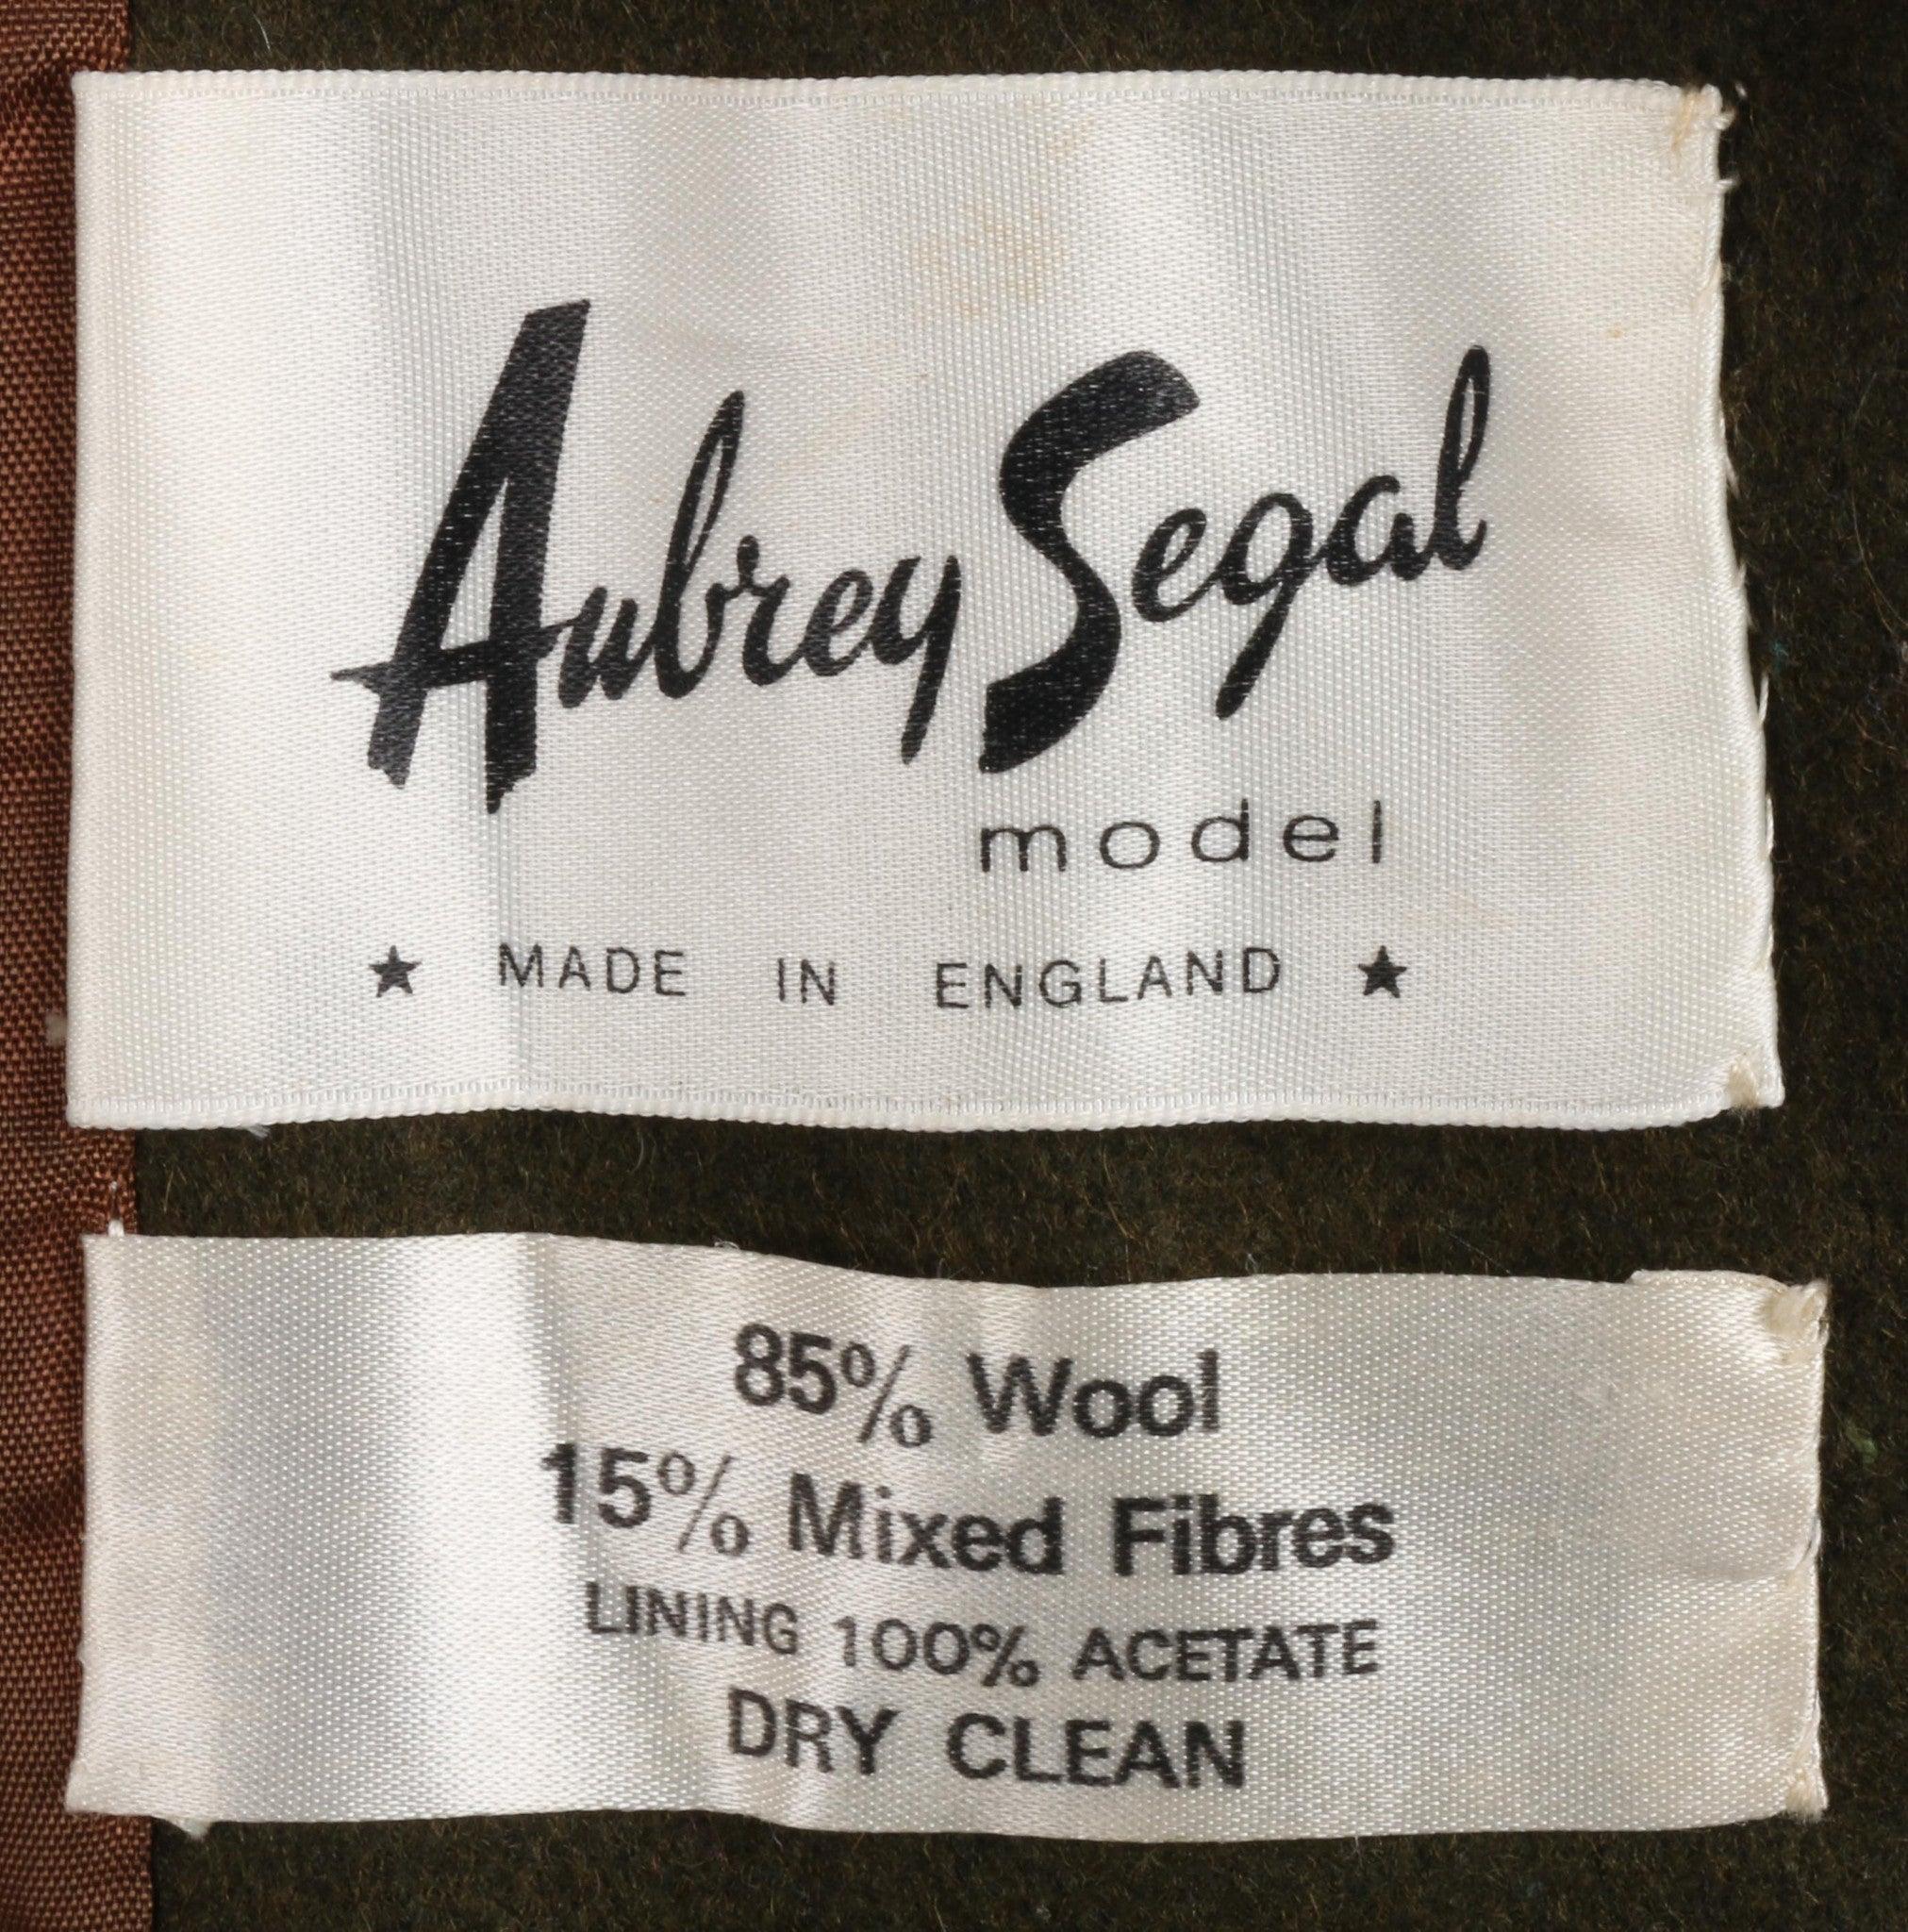 Aubrey Segal
model
★ MADE IN ENGLAND ★
85% Wool
15% Mixed Fibres
LINING 100% ACETATE
DRY CLEAN